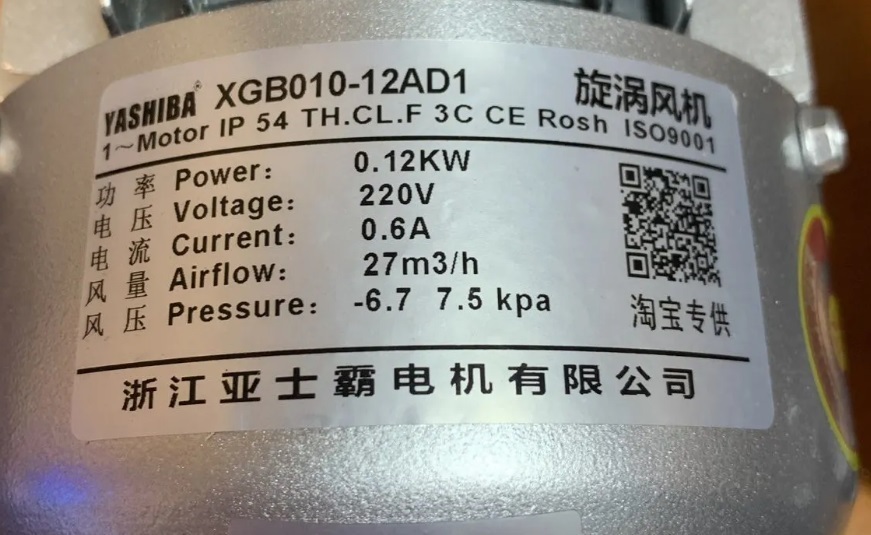 YASHIBA® XGB010-12AD1 旋涡风机
1～Motor IP 54 TH.CL.F 3C CE Rosh ISO9001
功率 Power: 0.12KW
电压 Voltage: 220V
电流 Current: 0.6A
风量 Airflow: 27m3/h
风压 Pressure: -6.7 7.5 kpa
淘宝专供
浙江亚士霸电机有限公司